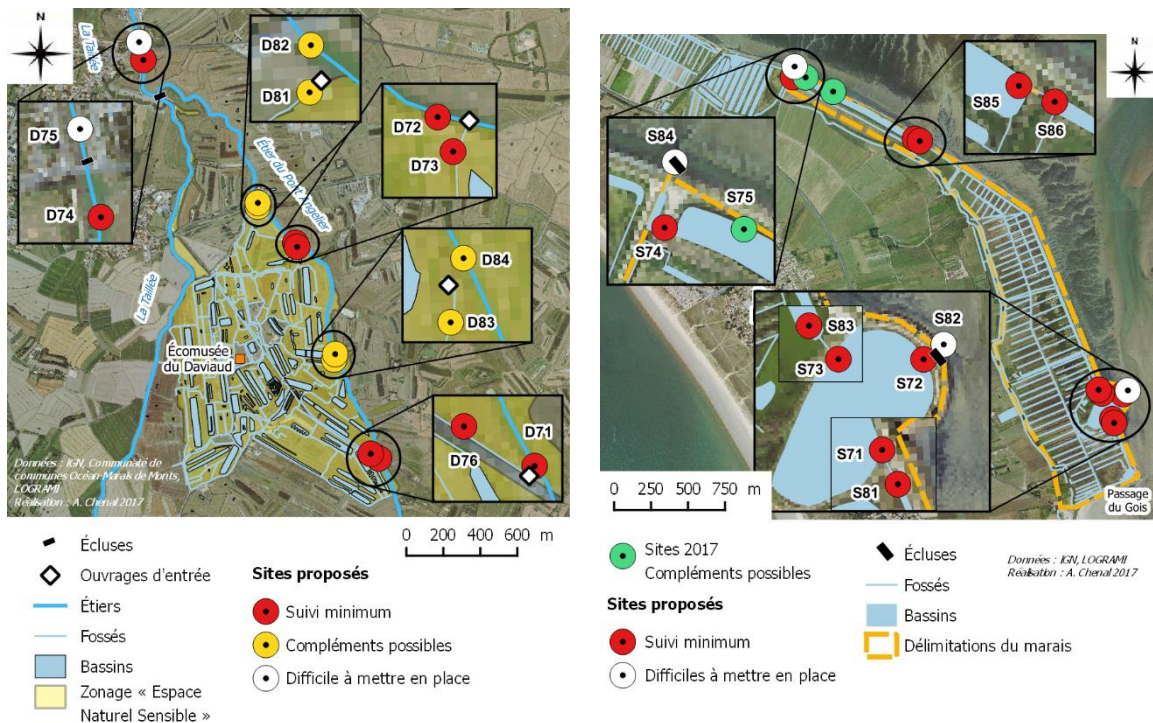 N
La Taillée
D82
D81
D72
D73
D75
D74
Étier du Pont Angelier
D84
D83
La Taillée
Écomusée
du Daviaud
D71
D76
Données : IGN, Communauté de
communes Océan-Marais de Monts,
LOGRAMI
Réalisation : A. Chenal 2017
0 200 400 600 m
Écluses
Ouvrages d'entrée
Étiers
Fossés
Bassins
Zonage « Espace
Naturel Sensible »
Sites proposés
Suivi minimum
Compléments possibles
Difficile à mettre en place
N
S85
S86
S84
S75
S74
S83
S82
S73
S72
S71
S81
Passage
du Gois
0 250 500 750
m
Sites 2017
Compléments possibles
Sites proposés
Suivi minimum
Difficiles à mettre en place
Écluses
Fossés
Bassins
Délimitations du marais
Données : IGN, LOGRAMI
Réalisation : A. Chenal 2017